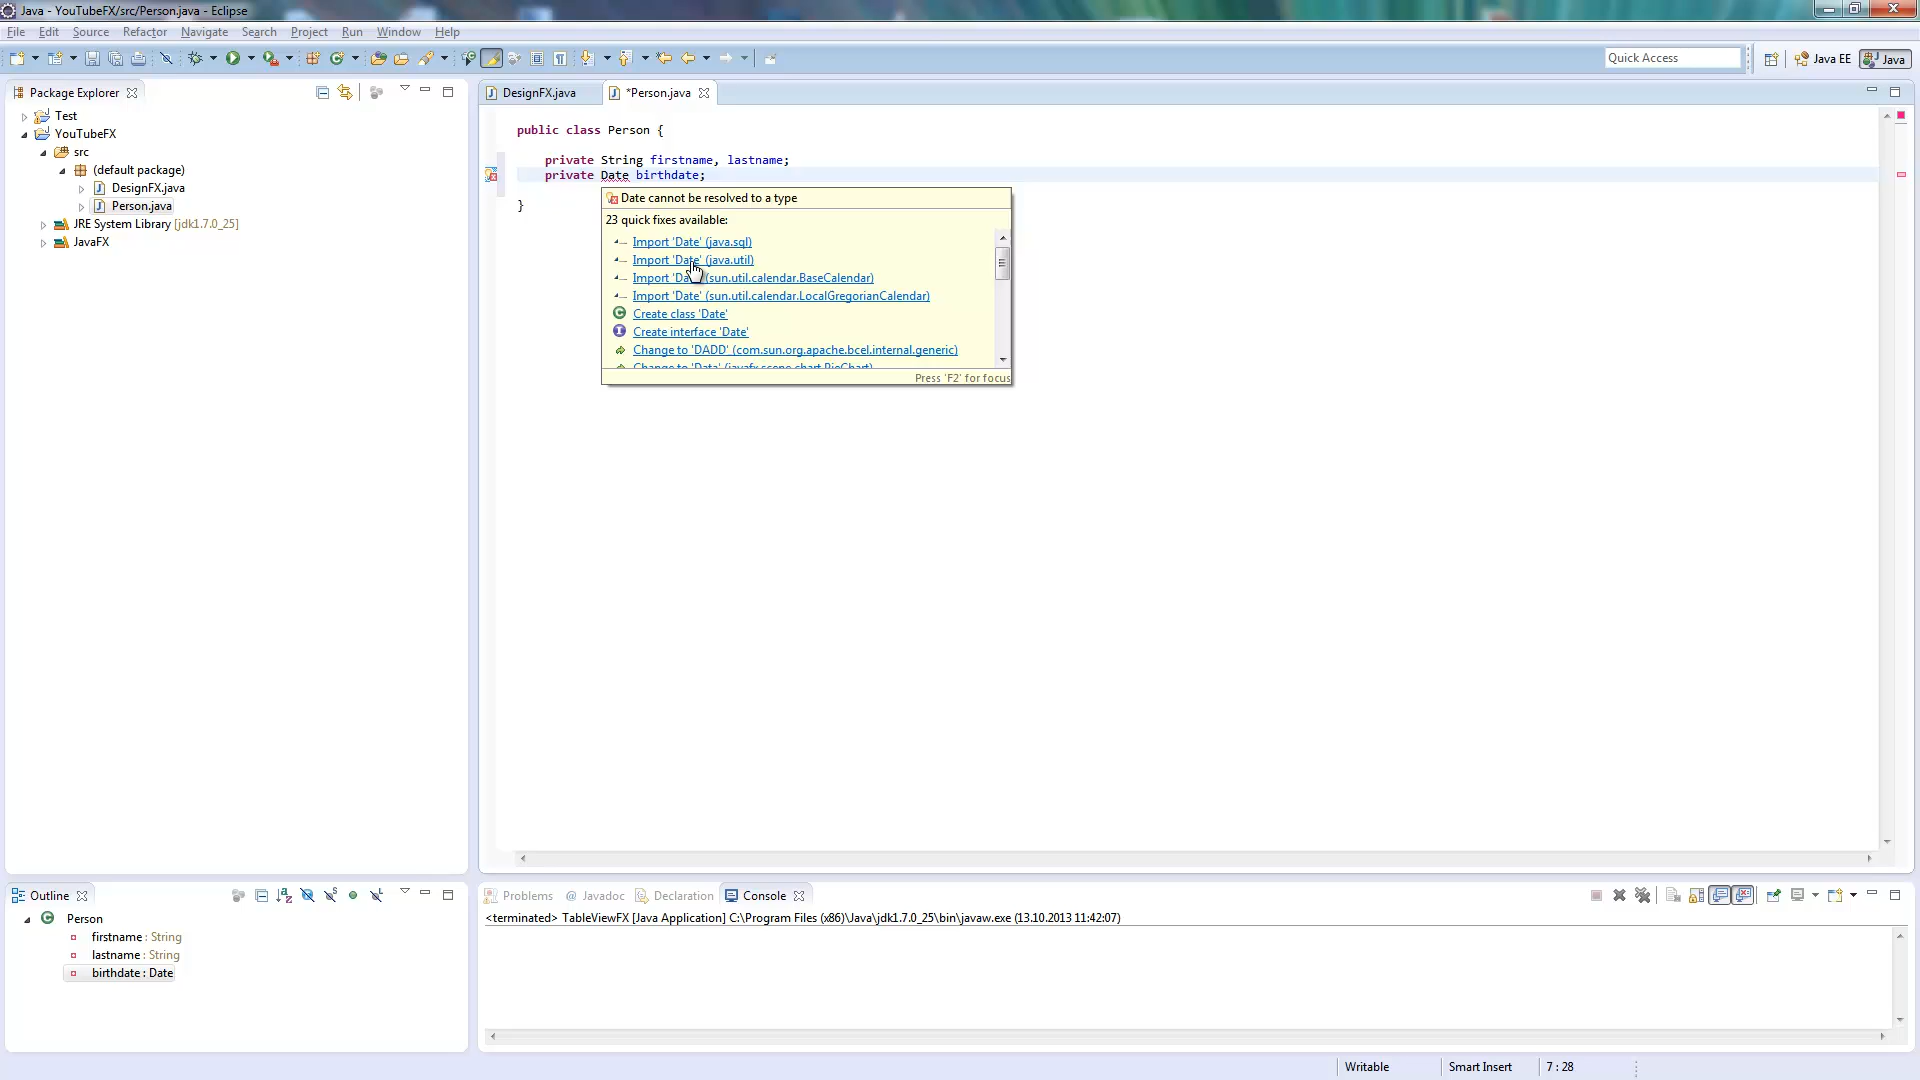 Java - YouTubeFX/src/Person.java - Eclipse
File Edit Source Refactor Navigate Search Project Run Window Help
Quick Access
Java EE
Java
Package Explorer
Test
YouTubeFX
src
(default package)
DesignFX.java
Person.java
JRE System Library [jdk1.7.0_25]
JavaFX
DesignFX.java
*Person.java
public class Person {
private String firstname, lastname;
private Date birthdate;
}
Date cannot be resolved to a type
23 quick fixes available:
Import 'Date' (java.sql)
Import 'Date' (java.util)
Import 'Date' (sun.util.calendar.BaseCalendar)
Import 'Date' (sun.util.calendar.LocalGregorianCalendar)
Create class 'Date'
Create interface 'Date'
Change to 'DADD' (com.sun.org.apache.bcel.internal.generic)
Change to 'Data' (javafx.scene.chart.PieChart)
Press 'F2' for focus
Outline
Person
firstname : String
lastname : String
birthdate : Date
Problems
@ Javadoc
Declaration
Console
<terminated> TableViewFX [Java Application] C:\Program Files (x86)\Java\jdk1.7.0_25\bin\javaw.exe (13.10.2013 11:42:07)
Writable
Smart Insert
7 : 28